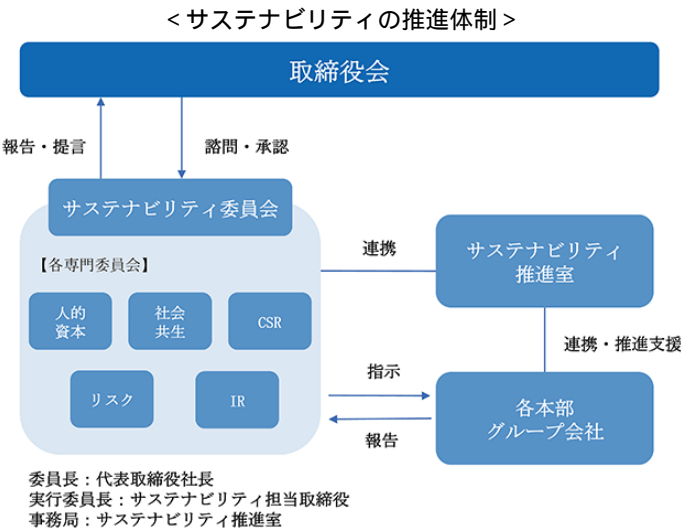 <サステナビリティの推進体制>
取締役会
報告・提言
諮問・承認
サステナビリティ委員会
【各専門委員会】
人的
資本
社会
共生
CSR
リスク
IR
連携
サステナビリティ
推進室
連携・推進支援
指示
報告
各本部
グループ会社
委員長：代表取締役社長
実行委員長：サステナビリティ担当取締役
事務局：サステナビリティ推進室